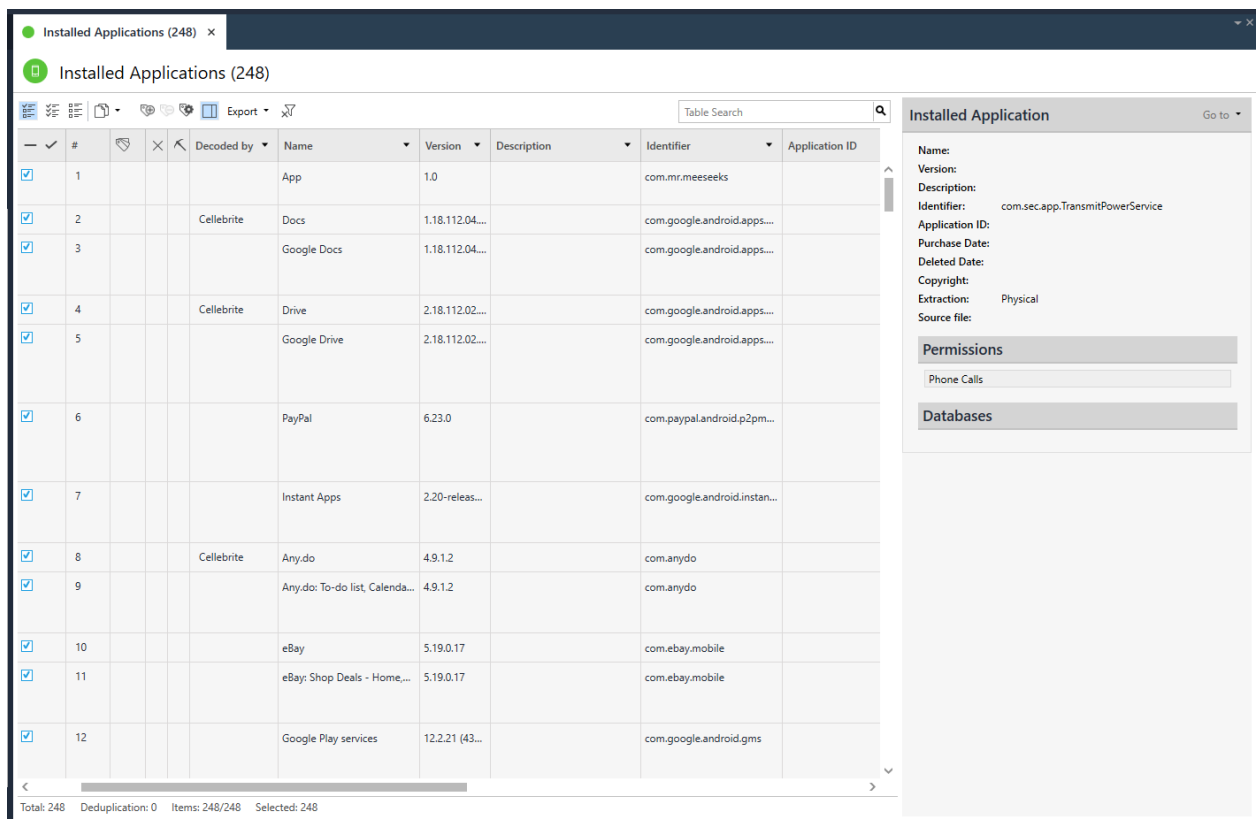 Installed Applications (248) ×
Installed Applications (248)
Export
Table Search
# Decoded by Name Version Description Identifier Application ID
1 App 1.0 com.mr.meeseeks
2 Cellebrite Docs 1.18.112.04.... com.google.android.apps....
3 Google Docs 1.18.112.04.... com.google.android.apps....
4 Cellebrite Drive 2.18.112.02.... com.google.android.apps....
5 Google Drive 2.18.112.02.... com.google.android.apps....
6 PayPal 6.23.0 com.paypal.android.p2pm...
7 Instant Apps 2.20-releas... com.google.android.instan...
8 Cellebrite Any.do 4.9.1.2 com.anydo
9 Any.do: To-do list, Calenda... 4.9.1.2 com.anydo
10 eBay 5.19.0.17 com.ebay.mobile
11 eBay: Shop Deals - Home,... 5.19.0.17 com.ebay.mobile
12 Google Play services 12.2.21 (43... com.google.android.gms
Total: 248 Deduplication: 0 Items: 248/248 Selected: 248
Installed Application Go to
Name:
Version:
Description:
Identifier: com.sec.app.TransmitPowerService
Application ID:
Purchase Date:
Deleted Date:
Copyright:
Extraction: Physical
Source file:
Permissions
Phone Calls
Databases